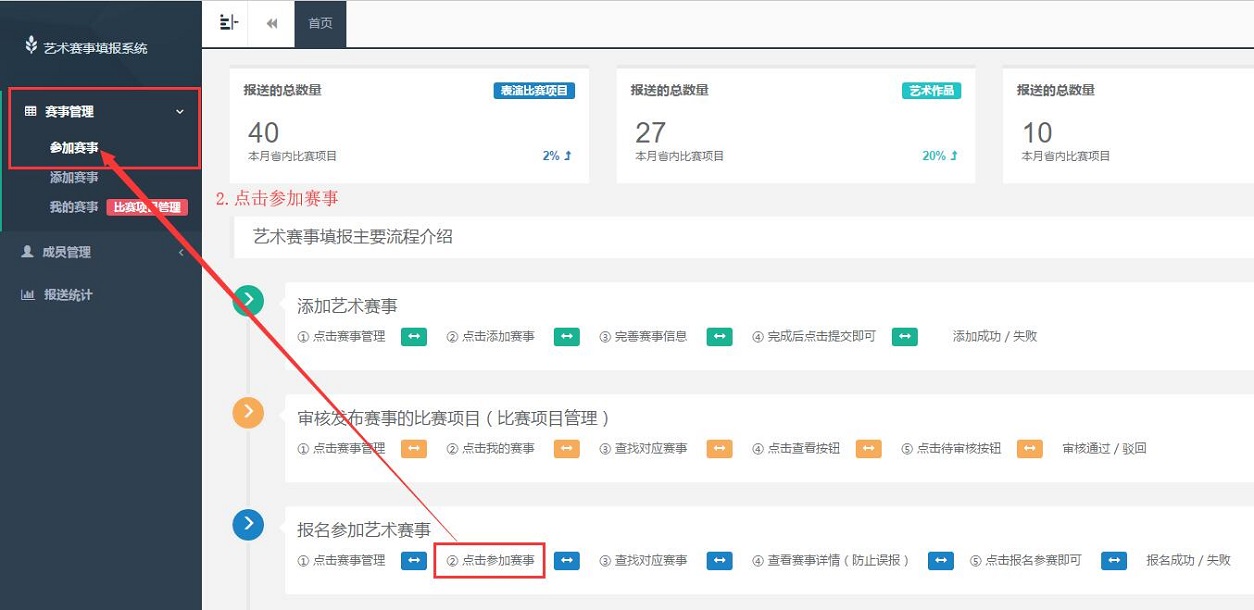 艺术赛事填报系统
首页
赛事管理
参加赛事
添加赛事
我的赛事 比赛项目管理
成员管理
报送统计
报送的总数量 表演比赛项目
40
本月省内比赛项目 2%
报送的总数量 艺术作品
27
本月省内比赛项目 20%
报送的总数量
10
本月省内比赛项目
2.点击参加赛事
艺术赛事填报主要流程介绍
添加艺术赛事
① 点击赛事管理 ② 点击添加赛事 ③ 完善赛事信息 ④ 完成后点击提交即可 添加成功 / 失败
审核发布赛事的比赛项目（比赛项目管理）
① 点击赛事管理 ② 点击我的赛事 ③ 查找对应赛事 ④ 点击查看按钮 ⑤ 点击待审核按钮 审核通过 / 驳回
报名参加艺术赛事
① 点击赛事管理 ② 点击参加赛事 ③ 查找对应赛事 ④ 查看赛事详情（防止误报） ⑤ 点击报名参赛即可 报名成功 / 失败